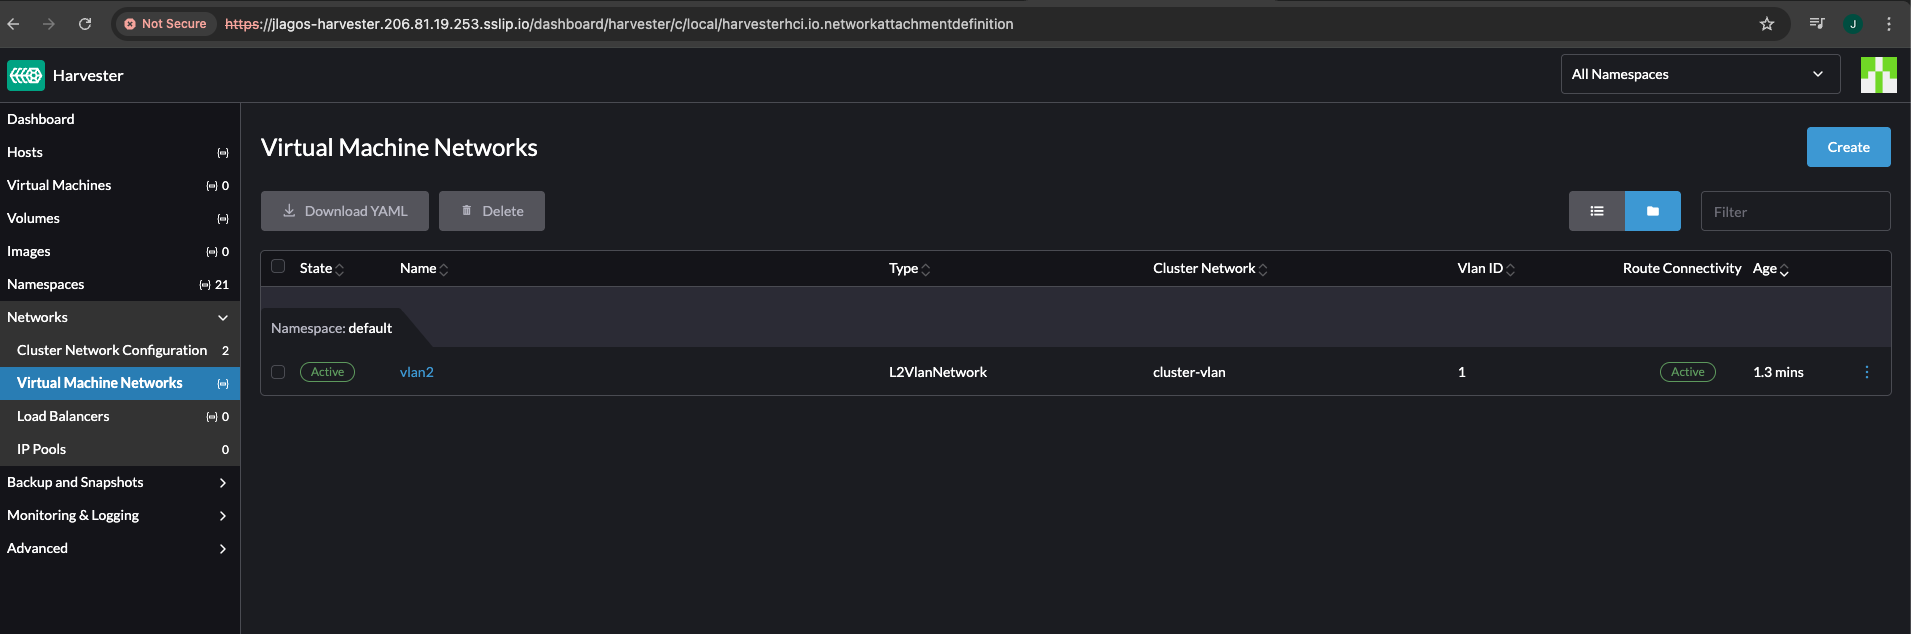 Not Secure https://jlagos-harvester.206.81.19.253.sslip.io/dashboard/harvester/c/local/harvesterhci.io.networkattachmentdefinition J
Harvester All Namespaces
Dashboard
Hosts
Virtual Machines 0
Volumes
Images 0
Namespaces 21
Networks
Cluster Network Configuration 2
Virtual Machine Networks
Load Balancers 0
IP Pools 0
Backup and Snapshots
Monitoring & Logging
Advanced
Virtual Machine Networks Create
Download YAML Delete Filter
State Name Type Cluster Network Vlan ID Route Connectivity Age
Namespace: default
Active vlan2 L2VlanNetwork cluster-vlan 1 Active 1.3 mins